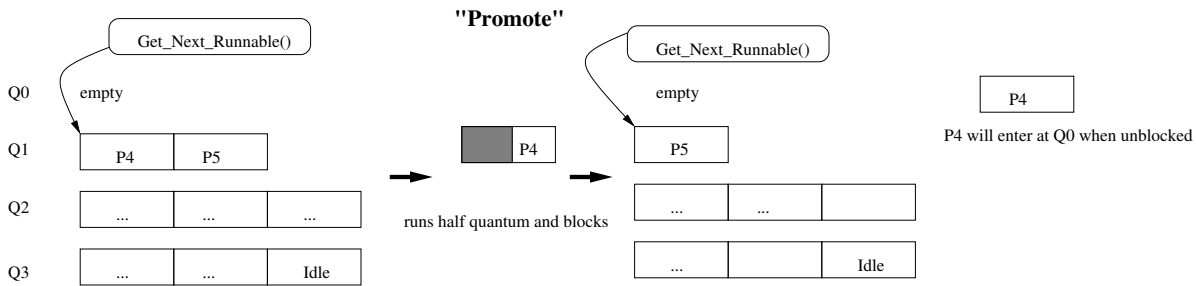 "Promote"
Get_Next_Runnable()
Get_Next_Runnable()
Q0
empty
empty
P4
P4 will enter at Q0 when unblocked
Q1
P4
P5
P4
P5
Q2
...
...
...
runs half quantum and blocks
...
...
Q3
...
...
Idle
...
Idle